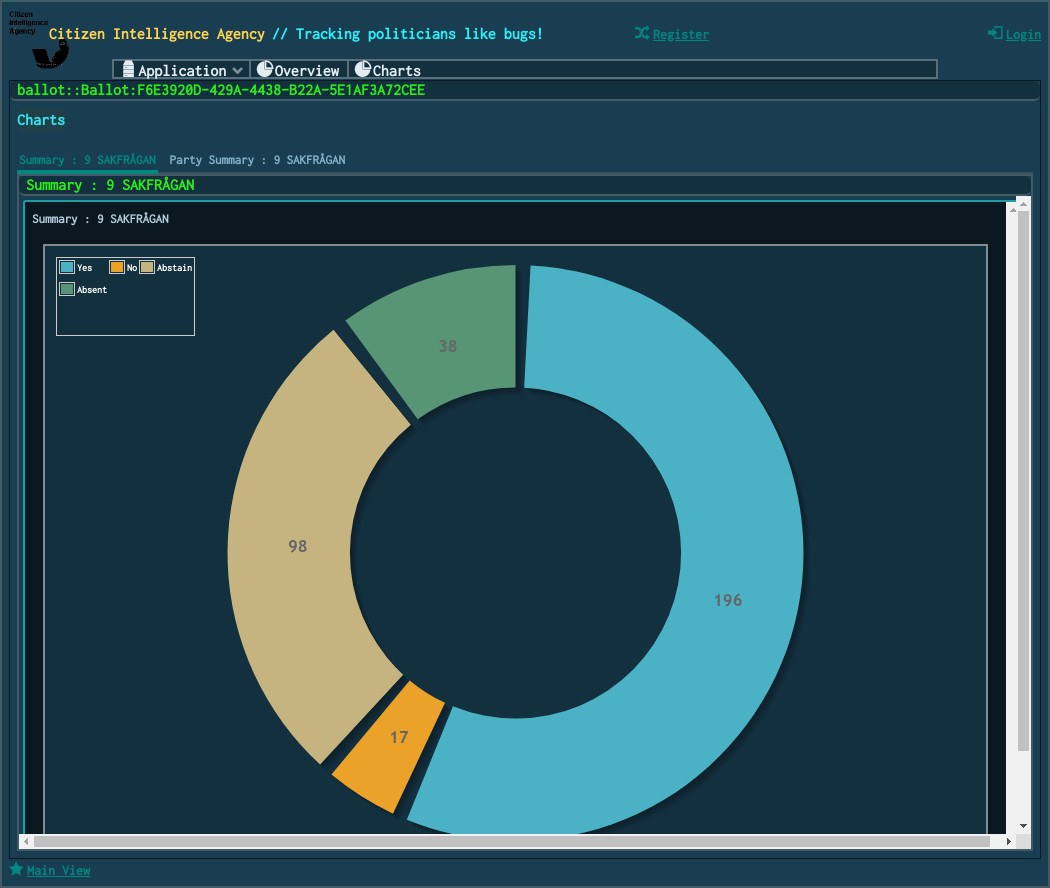 Citizen
Intelligence
Agency
Citizen Intelligence Agency // Tracking politicians like bugs!
Register
Login
Application
Overview
Charts
ballot::Ballot:F6E3920D-429A-4438-B22A-5E1AF3A72CEE
Charts
Summary : 9 SAKFRÅGAN
Party Summary : 9 SAKFRÅGAN
Summary : 9 SAKFRÅGAN
Summary : 9 SAKFRÅGAN
Yes
No
Abstain
Absent
38
98
196
17
Main View